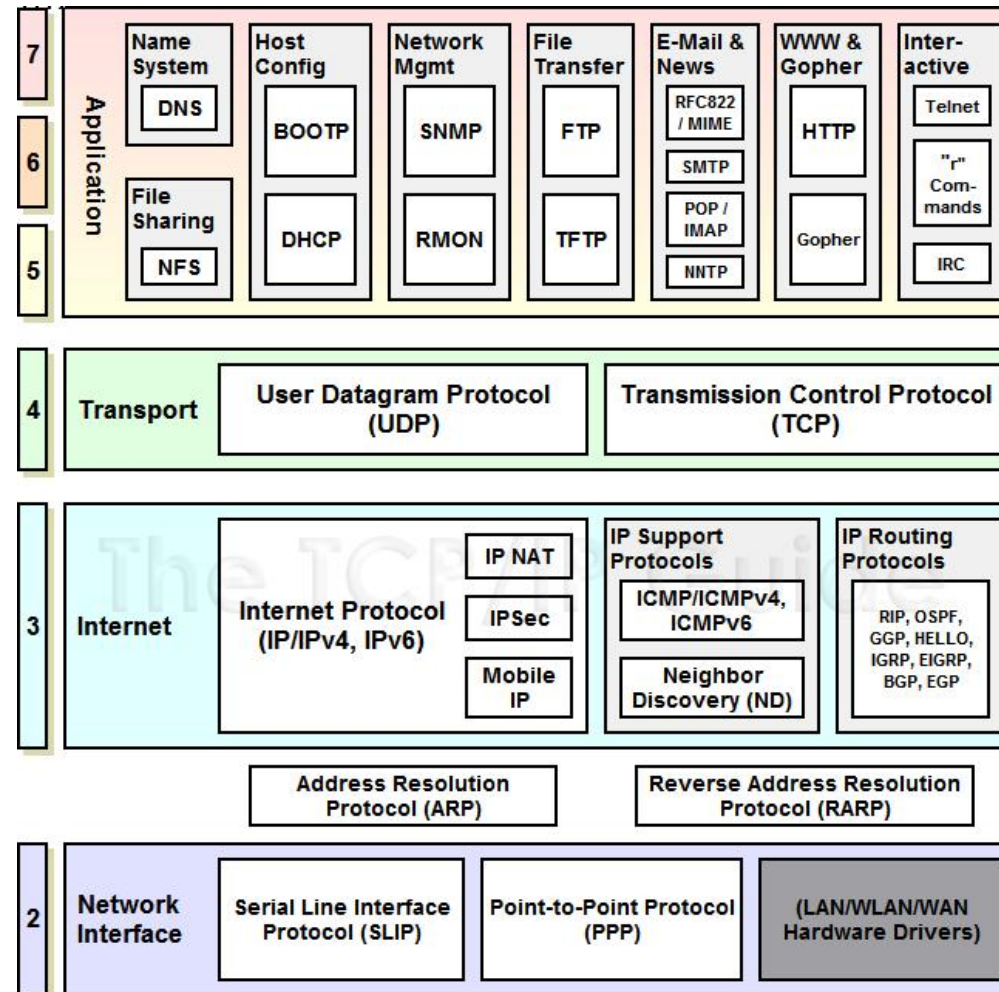 7
6
5
Application
Name
System
DNS
File
Sharing
NFS
Host
Config
BOOTP
DHCP
Network
Mgmt
SNMP
RMON
File
Transfer
FTP
TFTP
E-Mail &
News
RFC822
/ MIME
SMTP
POP /
IMAP
NNTP
WWW &
Gopher
HTTP
Gopher
Inter-
active
Telnet
"r"
Com-
mands
IRC
4
Transport
User Datagram Protocol
(UDP)
Transmission Control Protocol
(TCP)
The TCP/IP Guide
3
Internet
Internet Protocol
(IP/IPv4, IPv6)
IP NAT
IPSec
Mobile
IP
IP Support
Protocols
ICMP/ICMPv4,
ICMPv6
Neighbor
Discovery (ND)
IP Routing
Protocols
RIP, OSPF,
GGP, HELLO,
IGRP, EIGRP,
BGP, EGP
Address Resolution
Protocol (ARP)
Reverse Address Resolution
Protocol (RARP)
2
Network
Interface
Serial Line Interface
Protocol (SLIP)
Point-to-Point Protocol
(PPP)
(LAN/WLAN/WAN
Hardware Drivers)